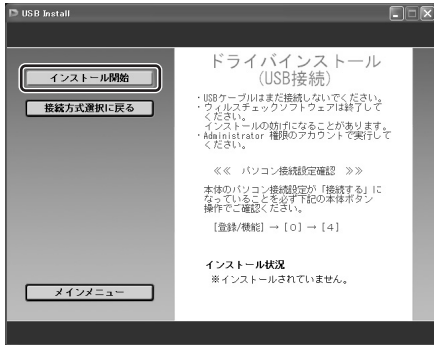 USB Install
インストール開始
接続方式選択に戻る
メインメニュー
ドライバインストール
(USB接続)
・USBケーブルはまだ接続しないでください。
・ウィルスチェックソフトウェアは終了して
ください。
インストールの妨げになることがあります。
・Administrator 権限のアカウントで実行して
ください。
≪≪ パソコン接続設定確認 ≫≫
本体のパソコン接続設定が「接続する」に
なっていることを必ず下記の本体ボタン
操作でご確認ください。
[登録/機能] → [0] → [4]
インストール状況
※インストールされていません。